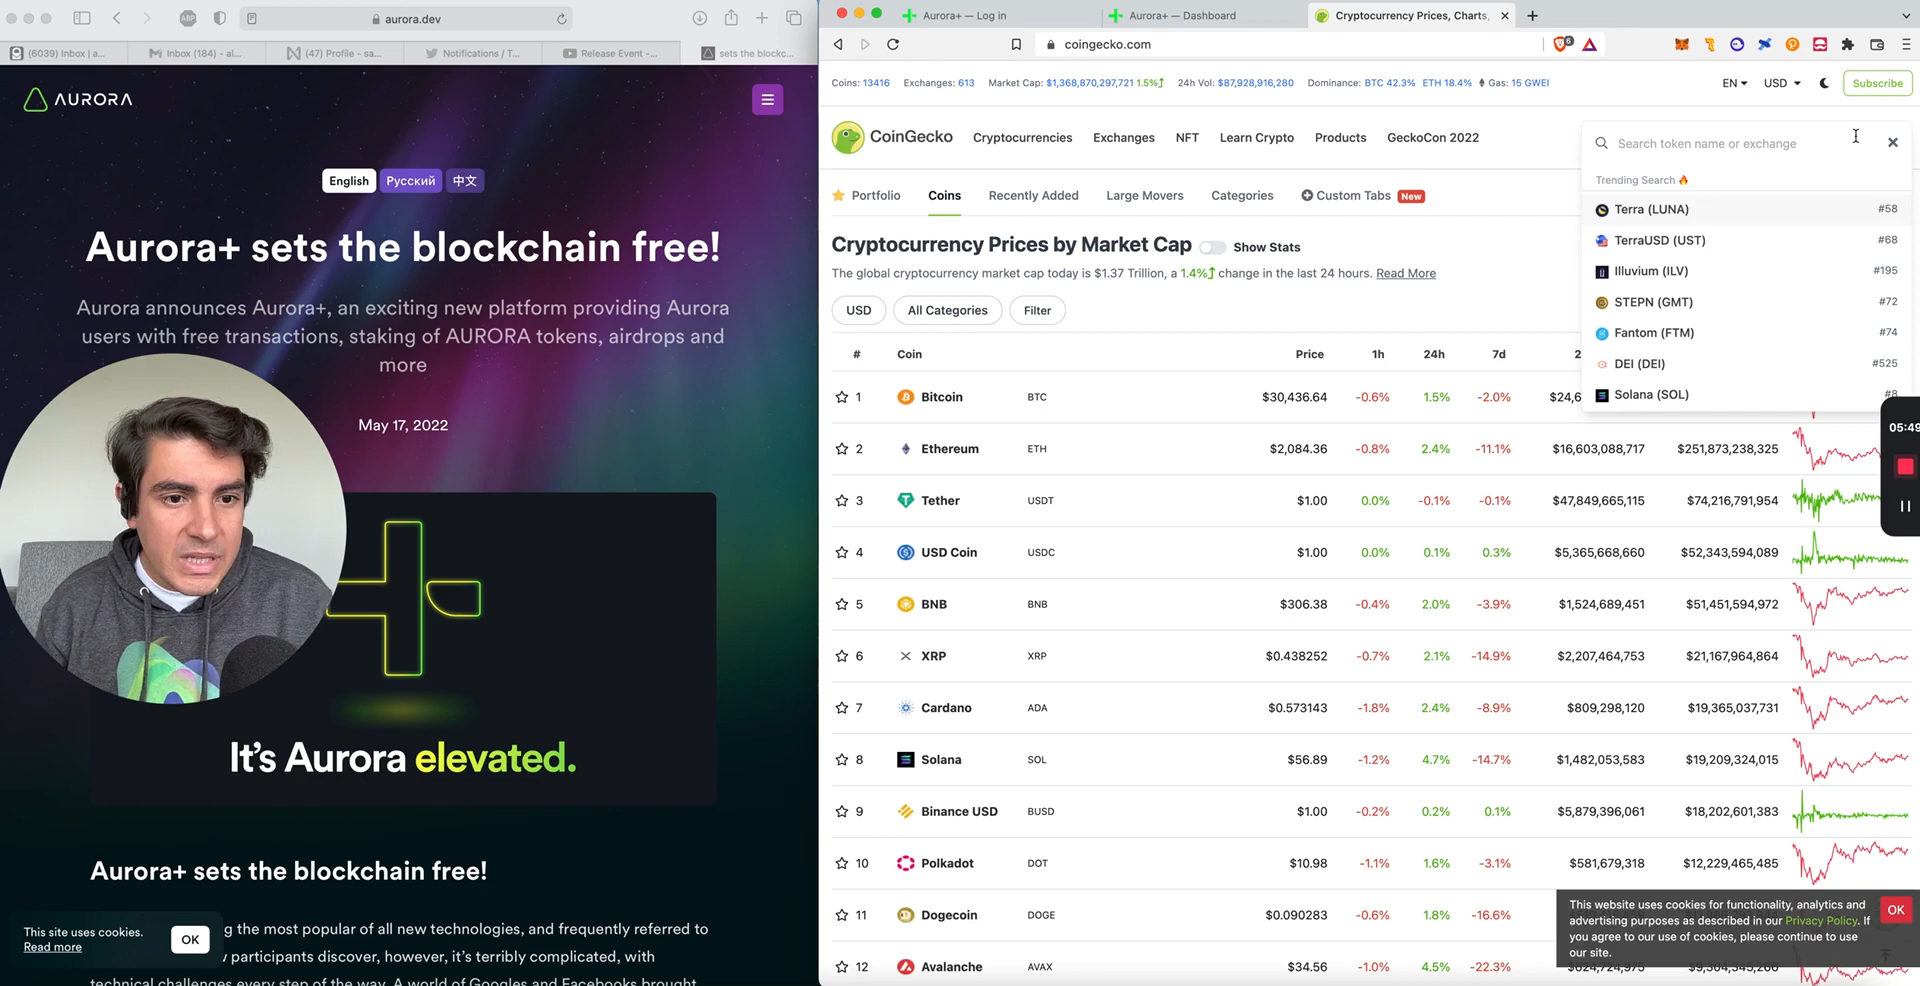 aurora.dev
(6039) Inbox | a...
Inbox (184) - al...
(47) Profile - sa...
Notifications / T...
Release Event -...
sets the blockc...
AURORA
English Русский 中文
Aurora+ sets the blockchain free!
Aurora announces Aurora+, an exciting new platform providing Aurora
users with free transactions, staking of AURORA tokens, airdrops and
more
May 17, 2022
It's Aurora elevated.
Aurora+ sets the blockchain free!
g the most popular of all new technologies, and frequently referred to
participants discover, however, it's terribly complicated, with
technical challenges every step of the way. A world of Googles and Facebooks brought
This site uses cookies.
Read more
OK
Aurora+ — Log in
Aurora+ — Dashboard
Cryptocurrency Prices, Charts,
coingecko.com
6
Coins: 13416 Exchanges: 613 Market Cap: $1,368,870,297,721 1.5% 24h Vol: $87,928,916,280 Dominance: BTC 42.3% ETH 18.4% Gas: 15 GWEI
EN USD Subscribe
CoinGecko Cryptocurrencies Exchanges NFT Learn Crypto Products GeckoCon 2022
Search token name or exchange
Trending Search
Terra (LUNA) #58
TerraUSD (UST) #68
Illuvium (ILV) #195
STEPN (GMT) #72
Fantom (FTM) #74
DEI (DEI) #525
Solana (SOL) #8
Portfolio Coins Recently Added Large Movers Categories Custom Tabs New
Cryptocurrency Prices by Market Cap Show Stats
The global cryptocurrency market cap today is $1.37 Trillion, a 1.4% change in the last 24 hours. Read More
USD All Categories Filter
# Coin Price 1h 24h 7d 2
1 Bitcoin BTC $30,436.64 -0.6% 1.5% -2.0% $24,6
2 Ethereum ETH $2,084.36 -0.8% 2.4% -11.1% $16,603,088,717 $251,873,238,325
3 Tether USDT $1.00 0.0% -0.1% -0.1% $47,849,665,115 $74,216,791,954
4 USD Coin USDC $1.00 0.0% 0.1% 0.3% $5,365,668,660 $52,343,594,089
5 BNB BNB $306.38 -0.4% 2.0% -3.9% $1,524,689,451 $51,451,594,972
6 XRP XRP $0.438252 -0.7% 2.1% -14.9% $2,207,464,753 $21,167,964,864
7 Cardano ADA $0.573143 -1.8% 2.4% -8.9% $809,298,120 $19,365,037,731
8 Solana SOL $56.89 -1.2% 4.7% -14.7% $1,482,053,583 $19,209,324,015
9 Binance USD BUSD $1.00 -0.2% 0.2% 0.1% $5,879,396,061 $18,202,601,383
10 Polkadot DOT $10.98 -1.1% 1.6% -3.1% $581,679,318 $12,229,465,485
11 Dogecoin DOGE $0.090283 -0.6% 1.8% -16.6%
12 Avalanche AVAX $34.56 -1.0% 4.5% -22.3%
05:49
This website uses cookies for functionality, analytics and
advertising purposes as described in our Privacy Policy. If
you agree to our use of cookies, please continue to use
our site.
OK